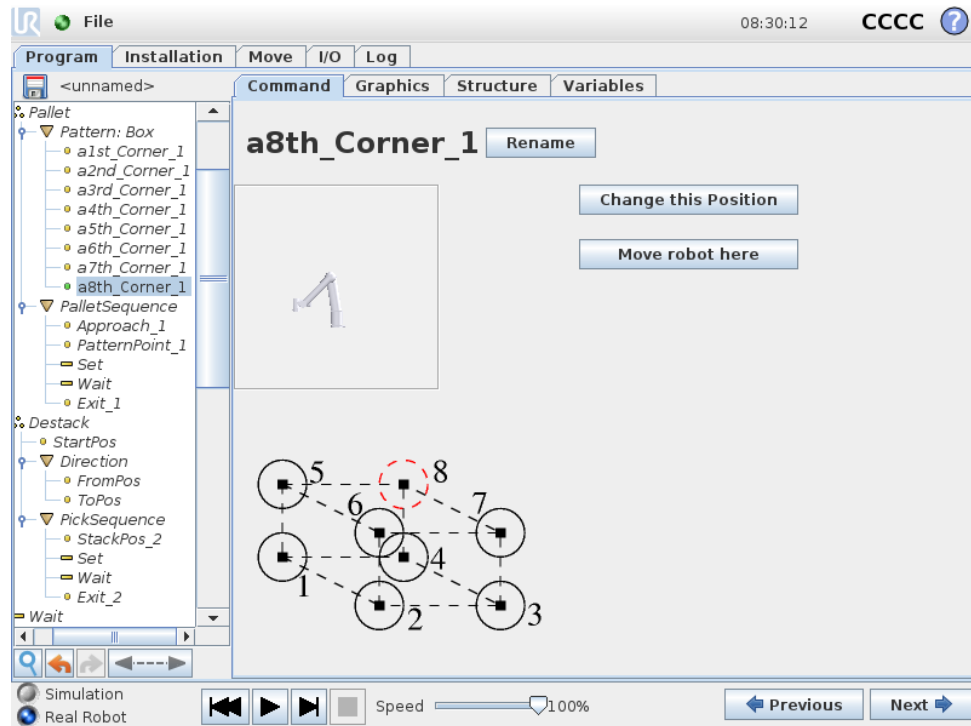 UR File 08:30:12 CCCC ?
Program Installation Move I/O Log
<unnamed>
Command Graphics Structure Variables
Pallet
Pattern: Box
a1st_Corner_1
a2nd_Corner_1
a3rd_Corner_1
a4th_Corner_1
a5th_Corner_1
a6th_Corner_1
a7th_Corner_1
a8th_Corner_1
PalletSequence
Approach_1
PatternPoint_1
Set
Wait
Exit_1
Destack
StartPos
Direction
FromPos
ToPos
PickSequence
StackPos_2
Set
Wait
Exit_2
Wait
a8th_Corner_1 Rename
Change this Position
Move robot here
5 8
6 7
4
1
2 3
Simulation
Real Robot
Speed 100%
Previous Next